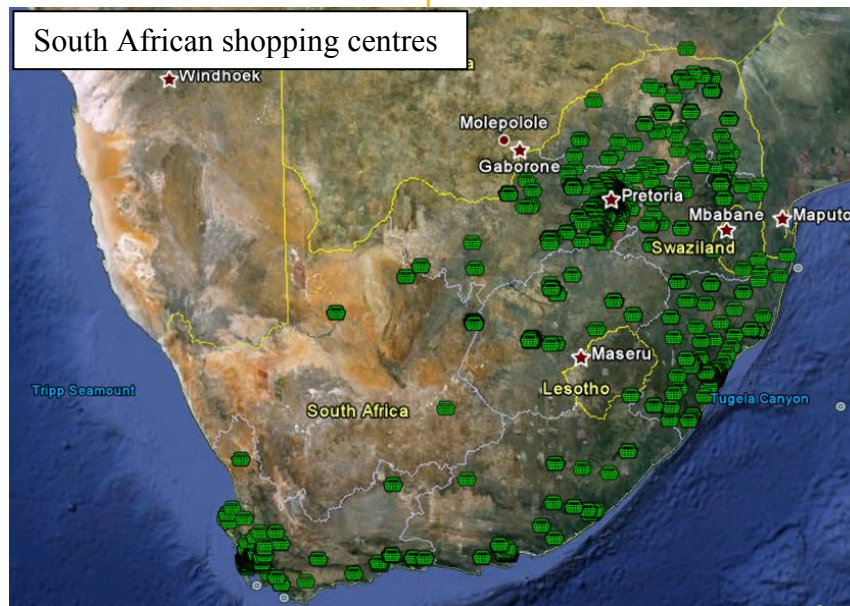 South African shopping centres
Windhoek
a
Molepolole
Gaborone
Pretoria
Mbabane
Maputo
Swaziland
Maseru
Lesotho
Tripp Seamount
Tugela Canyon
South Africa